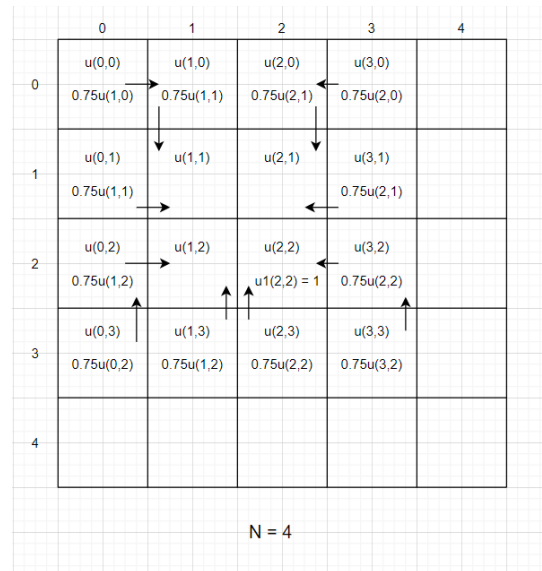 0 1 2 3 4
u(0,0) u(1,0) u(2,0) u(3,0)
0
0.75u(1,0) 0.75u(1,1) 0.75u(2,1) 0.75u(2,0)
u(0,1) u(1,1) u(2,1) u(3,1)
1
0.75u(1,1) 0.75u(2,1)
u(0,2) u(1,2) u(2,2) u(3,2)
2
0.75u(1,2) u1(2,2) = 1 0.75u(2,2)
u(0,3) u(1,3) u(2,3) u(3,3)
3
0.75u(0,2) 0.75u(1,2) 0.75u(2,2) 0.75u(3,2)
4
N = 4